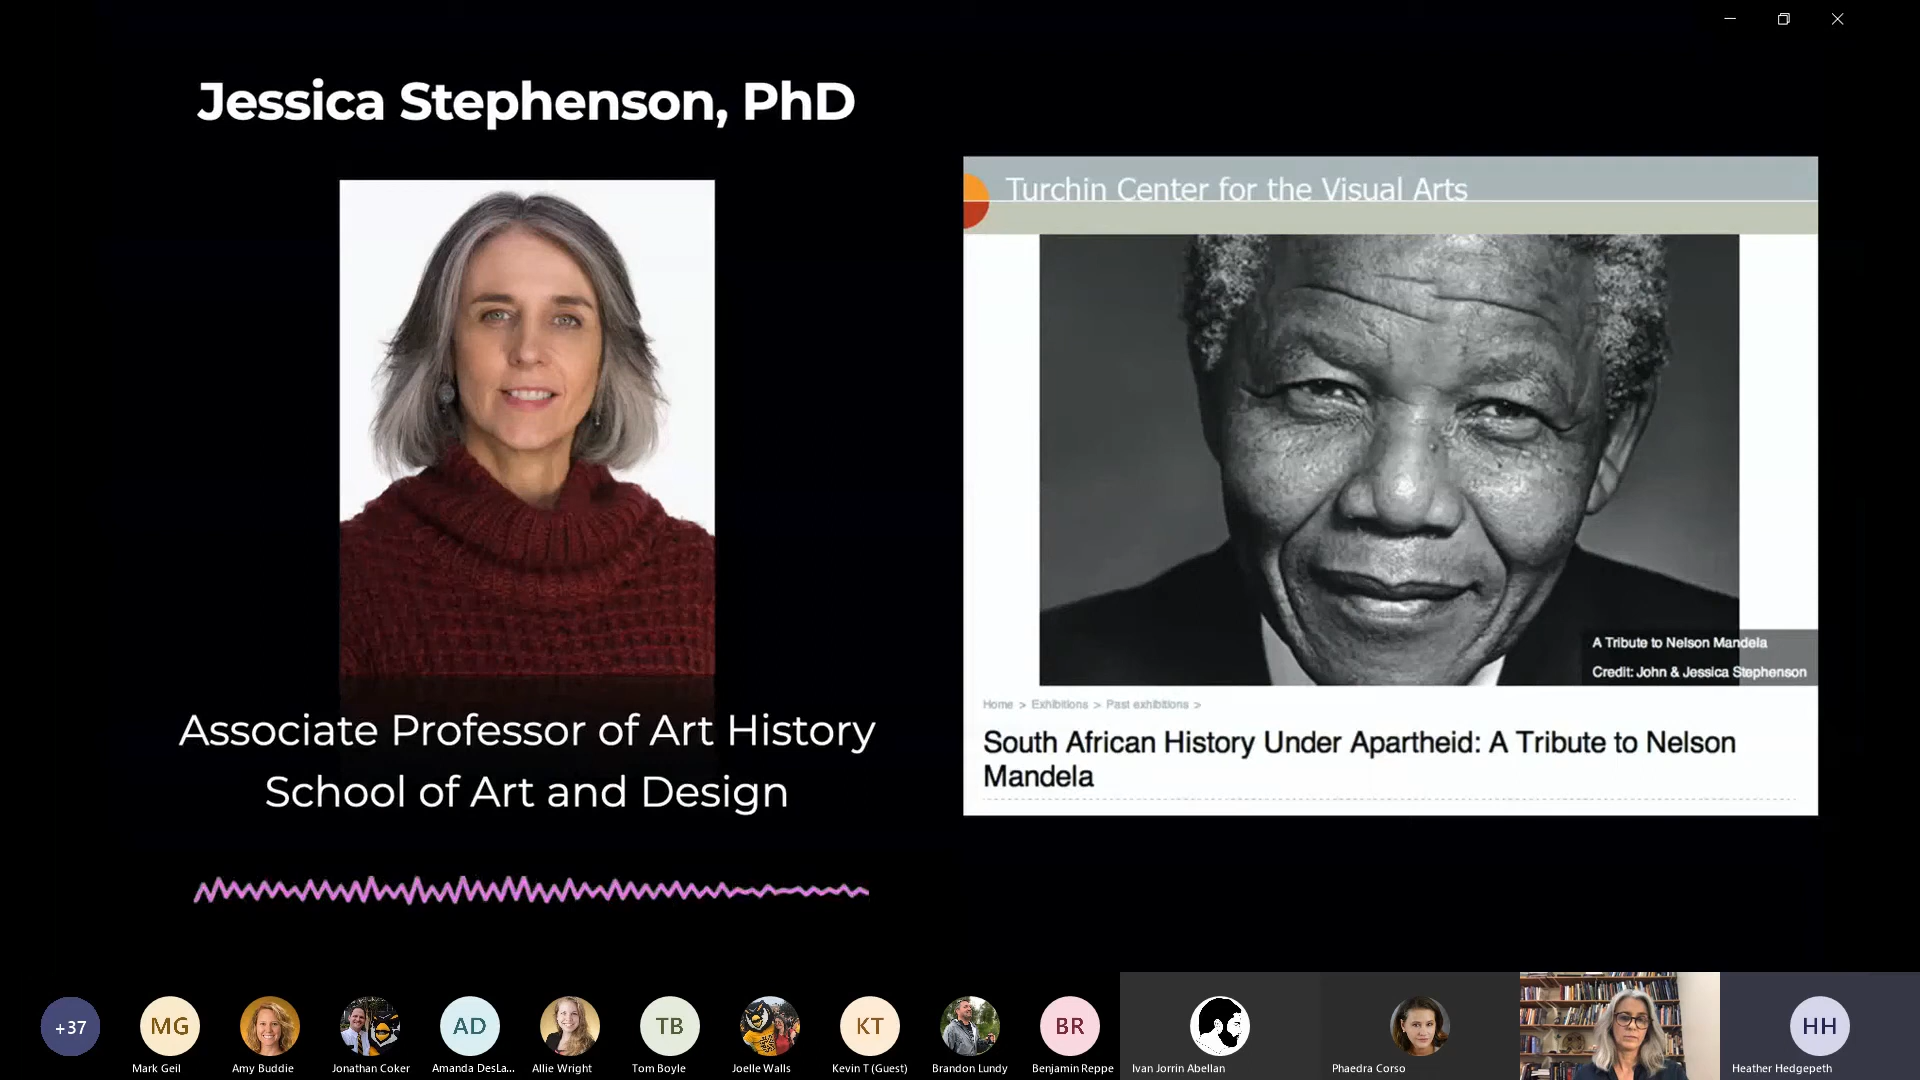 Jessica Stephenson, PhD
Associate Professor of Art History
School of Art and Design
Turchin Center for the Visual Arts
A Tribute to Nelson Mandela
Credit: John & Jessica Stephenson
Home > Exhibitions > Past exhibitions >
South African History Under Apartheid: A Tribute to Nelson
Mandela
+37
MG
Mark Geil
Amy Buddie
Jonathan Coker
AD
Amanda DesLa...
Allie Wright
TB
Tom Boyle
Joelle Walls
KT
Kevin T (Guest)
Brandon Lundy
BR
Benjamin Reppe
Ivan Jorrin Abellan
Phaedra Corso
HH
Heather Hedgepeth